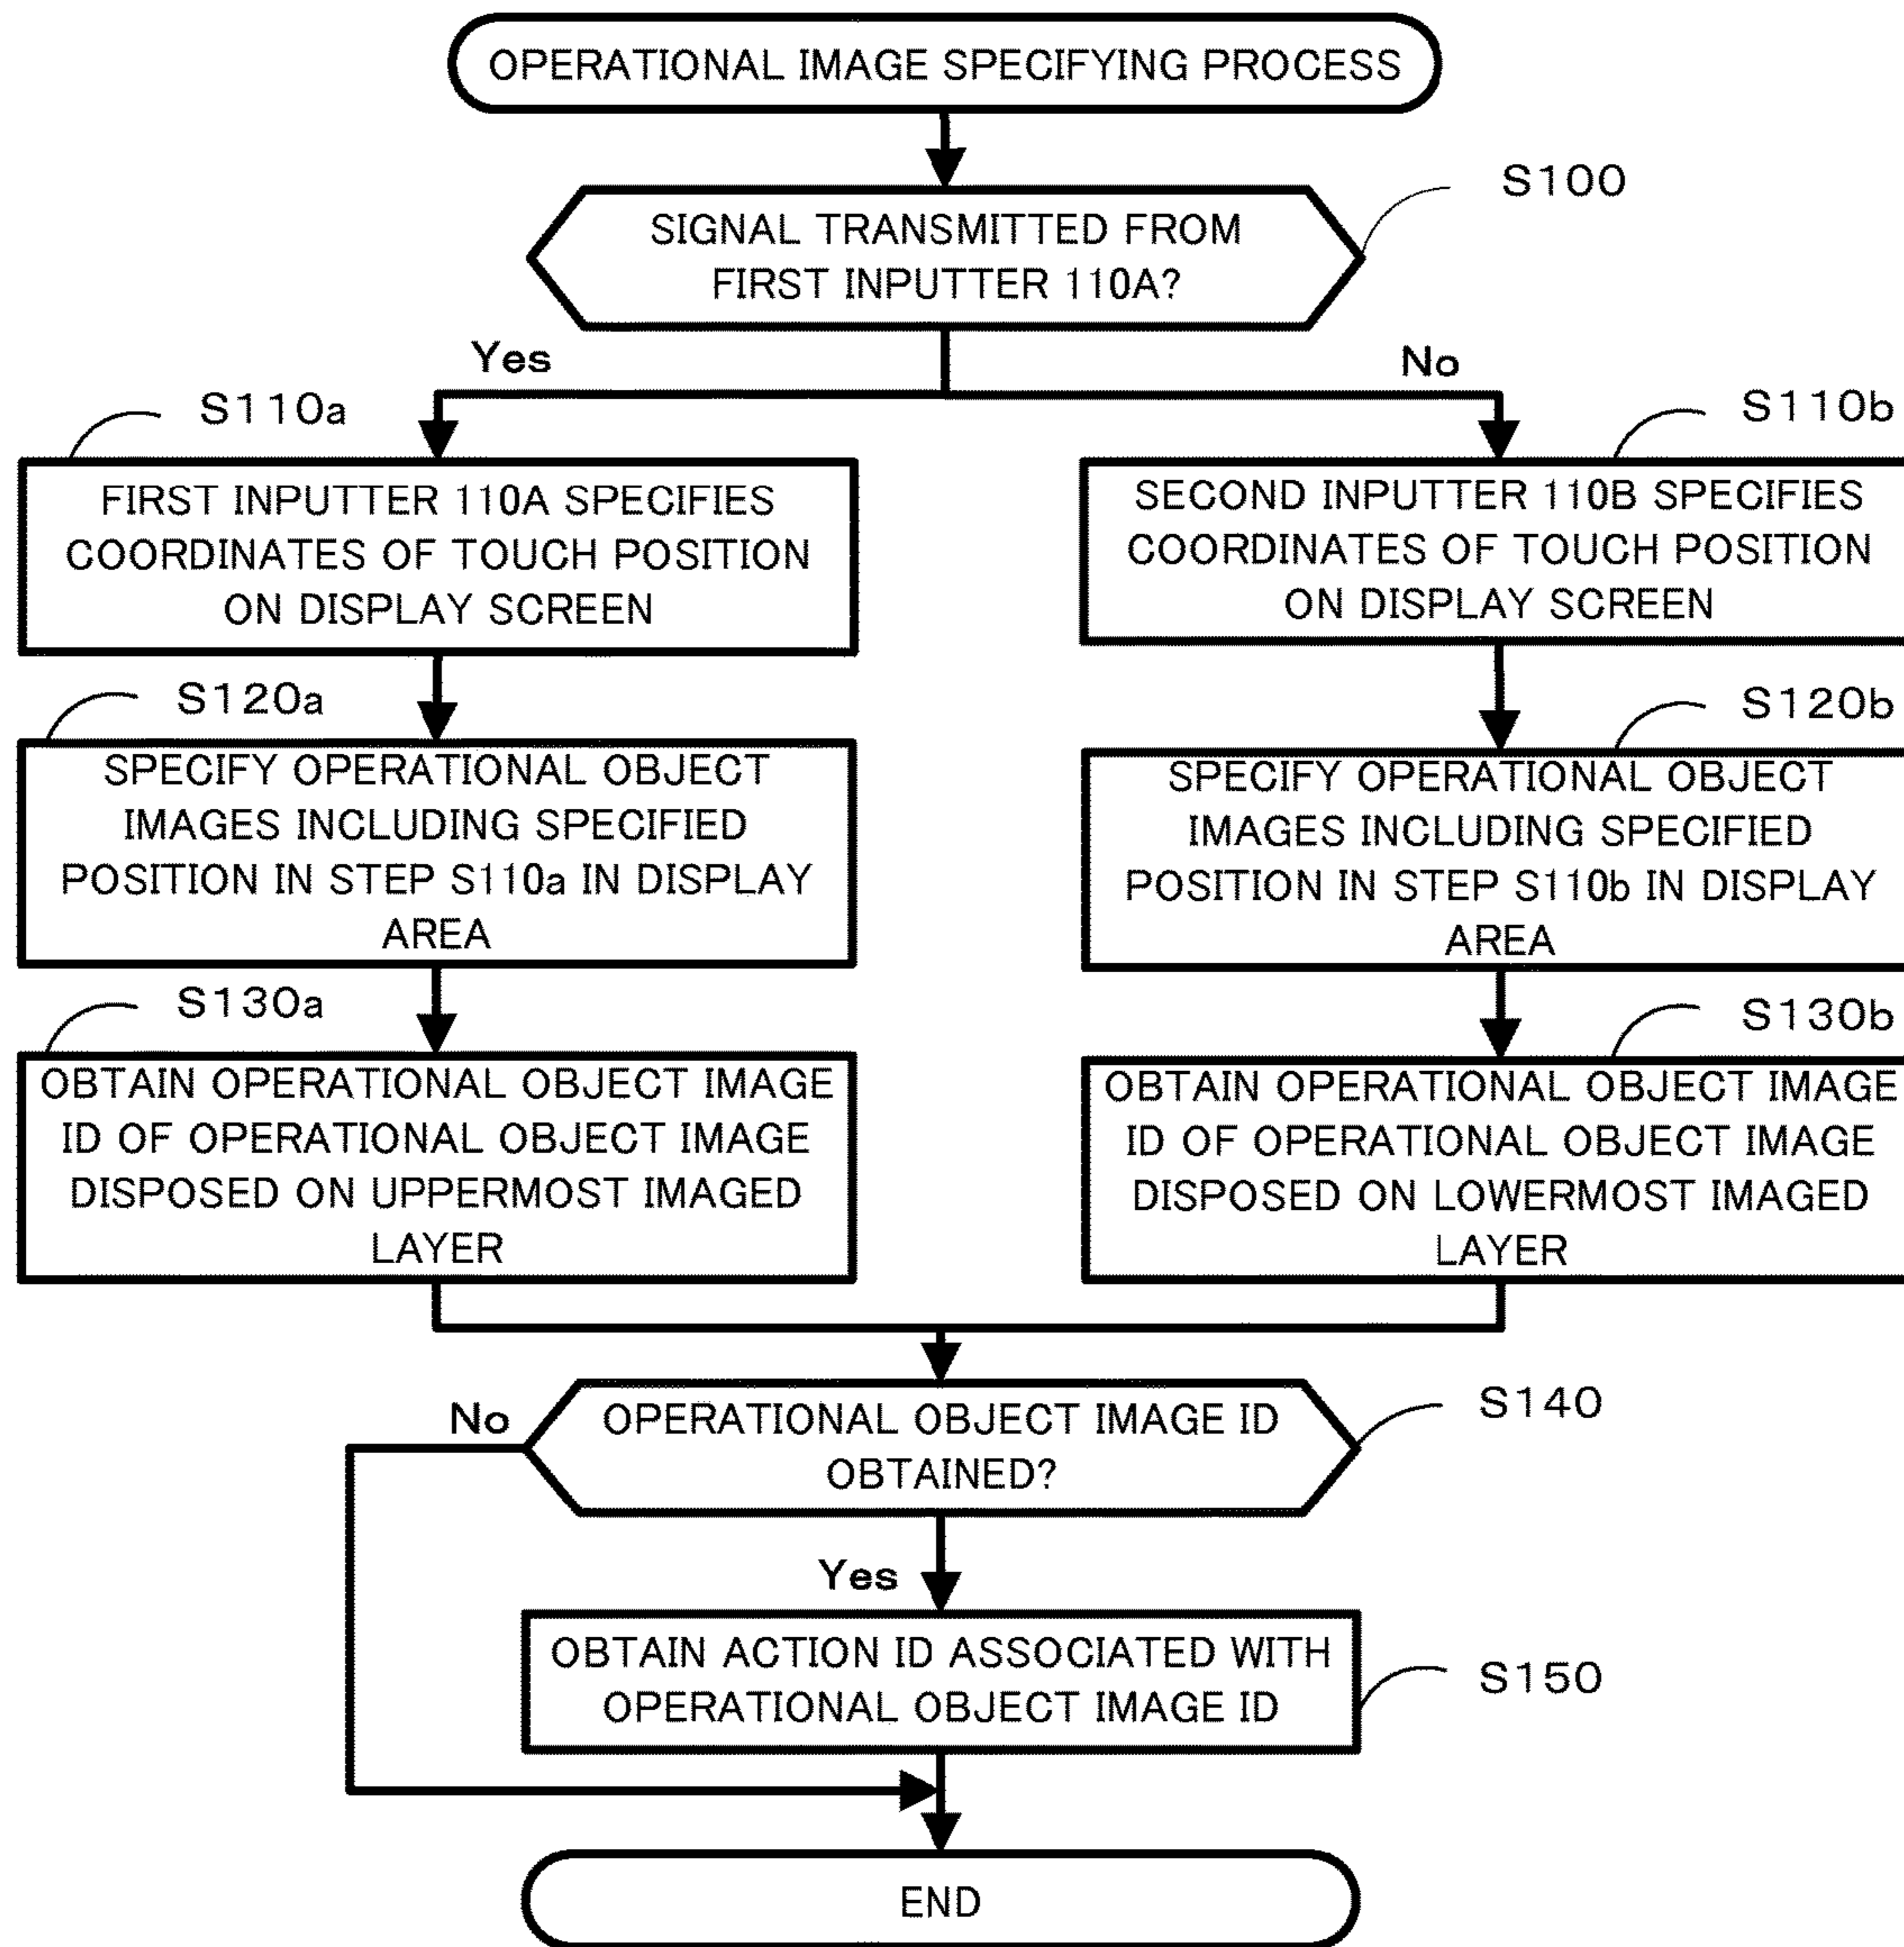 OPERATIONAL IMAGE SPECIFYING PROCESS
S100
SIGNAL TRANSMITTED FROM
FIRST INPUTTER 110A?
Yes
No
S110a
FIRST INPUTTER 110A SPECIFIES
COORDINATES OF TOUCH POSITION
ON DISPLAY SCREEN
S110b
SECOND INPUTTER 110B SPECIFIES
COORDINATES OF TOUCH POSITION
ON DISPLAY SCREEN
S120a
SPECIFY OPERATIONAL OBJECT
IMAGES INCLUDING SPECIFIED
POSITION IN STEP S110a IN DISPLAY
AREA
S120b
SPECIFY OPERATIONAL OBJECT
IMAGES INCLUDING SPECIFIED
POSITION IN STEP S110b IN DISPLAY
AREA
S130a
OBTAIN OPERATIONAL OBJECT IMAGE
ID OF OPERATIONAL OBJECT IMAGE
DISPOSED ON UPPERMOST IMAGED
LAYER
S130b
OBTAIN OPERATIONAL OBJECT IMAGE
ID OF OPERATIONAL OBJECT IMAGE
DISPOSED ON LOWERMOST IMAGED
LAYER
S140
No
OPERATIONAL OBJECT IMAGE ID
OBTAINED?
Yes
OBTAIN ACTION ID ASSOCIATED WITH
OPERATIONAL OBJECT IMAGE ID
S150
END